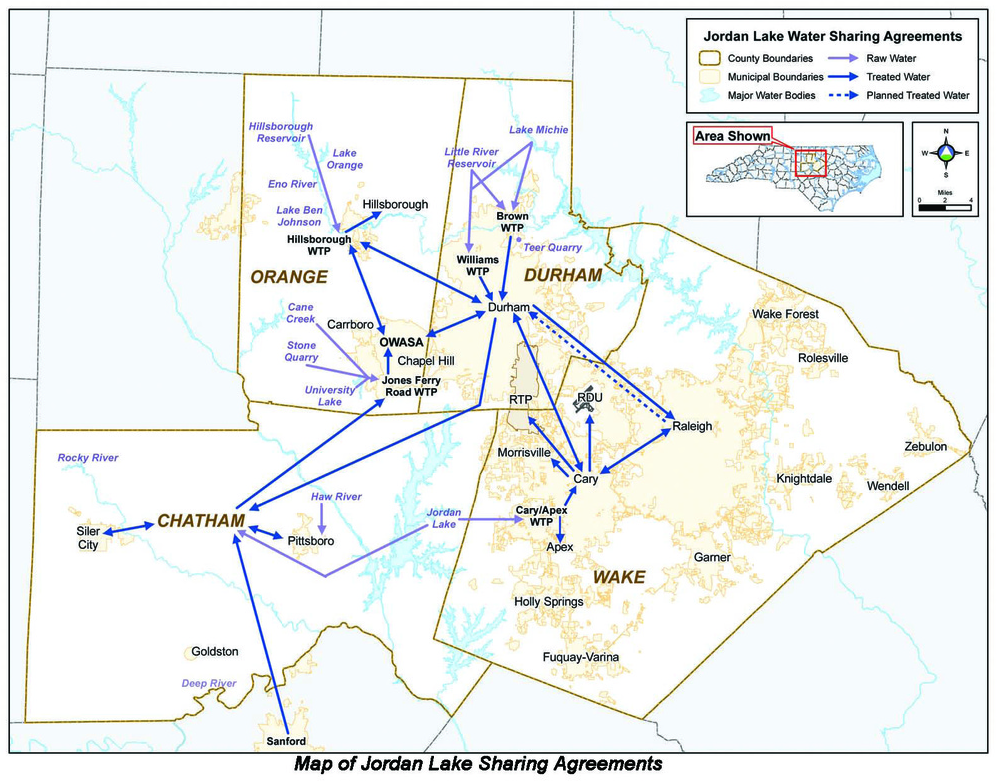 Jordan Lake Water Sharing Agreements
County Boundaries
Raw Water
Municipal Boundaries
Treated Water
Major Water Bodies
Planned Treated Water
Area Shown
N
W
E
S
Miles
0 2 4
Hillsborough
Reservoir
Lake
Orange
Eno River
Lake Ben
Johnson
Hillsborough
Hillsborough
WTP
Little River
Reservoir
Lake Michie
Brown
WTP
Teer Quarry
Williams
WTP
ORANGE
DURHAM
Durham
Cane
Creek
Carrboro
OWASA
Stone
Quarry
Chapel Hill
Jones Ferry
Road WTP
University
Lake
Wake Forest
Rolesville
RTP
RDU
Raleigh
Morrisville
Cary
Zebulon
Knightdale
Wendell
Rocky River
Haw River
CHATHAM
Siler
City
Pittsboro
Jordan
Lake
Cary/Apex
WTP
Apex
Garner
WAKE
Holly Springs
Fuquay-Varina
Goldston
Deep River
Sanford
Map of Jordan Lake Sharing Agreements